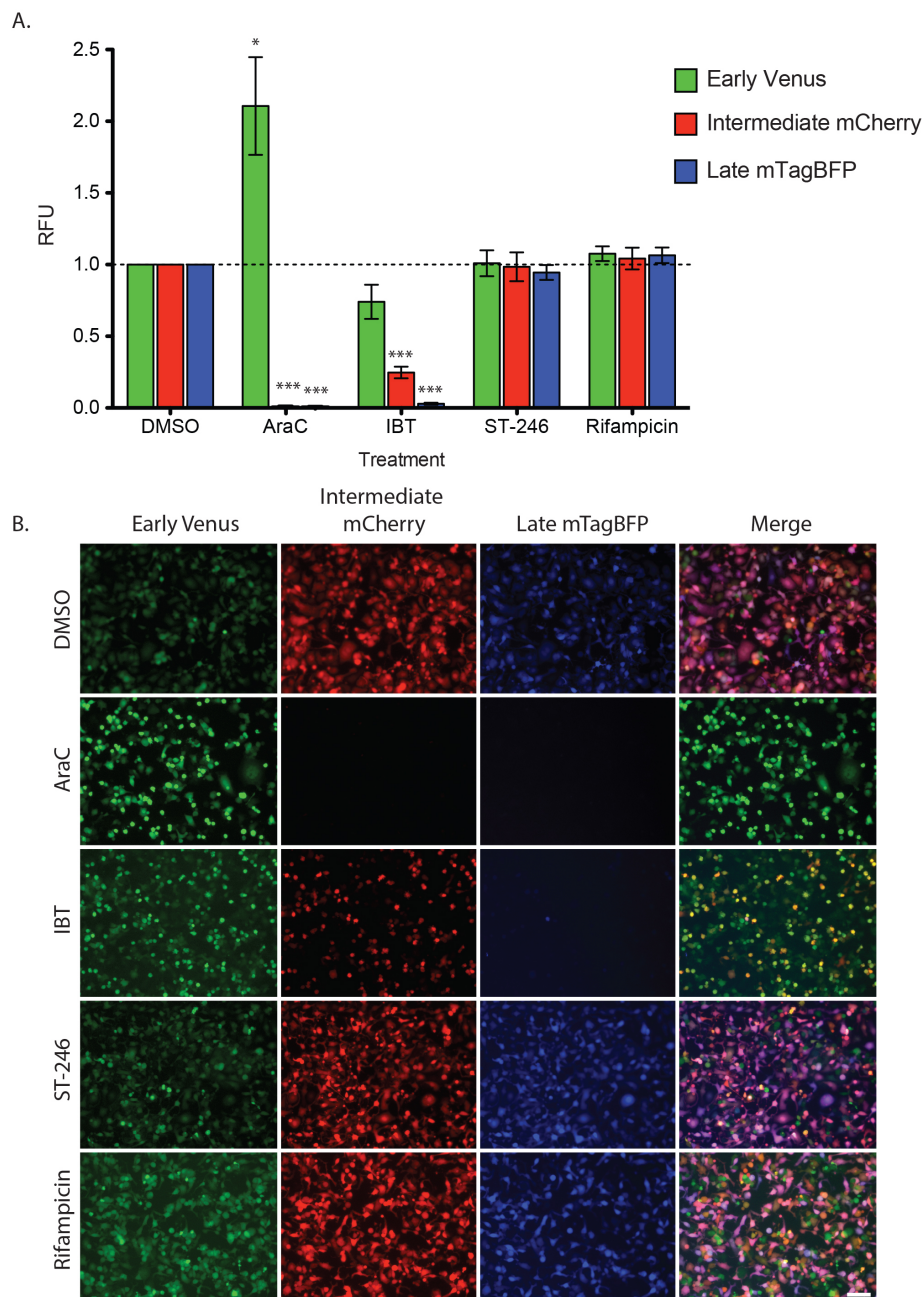 A.
2.5
2.0
1.5
1.0
0.5
0.0
RFU
*
*** ***
***
***
DMSO AraC IBT ST-246 Rifampicin
Treatment
Early Venus
Intermediate mCherry
Late mTagBFP
B.
Early Venus
Intermediate
mCherry
Late mTagBFP
Merge
DMSO
AraC
IBT
ST-246
Rifampicin